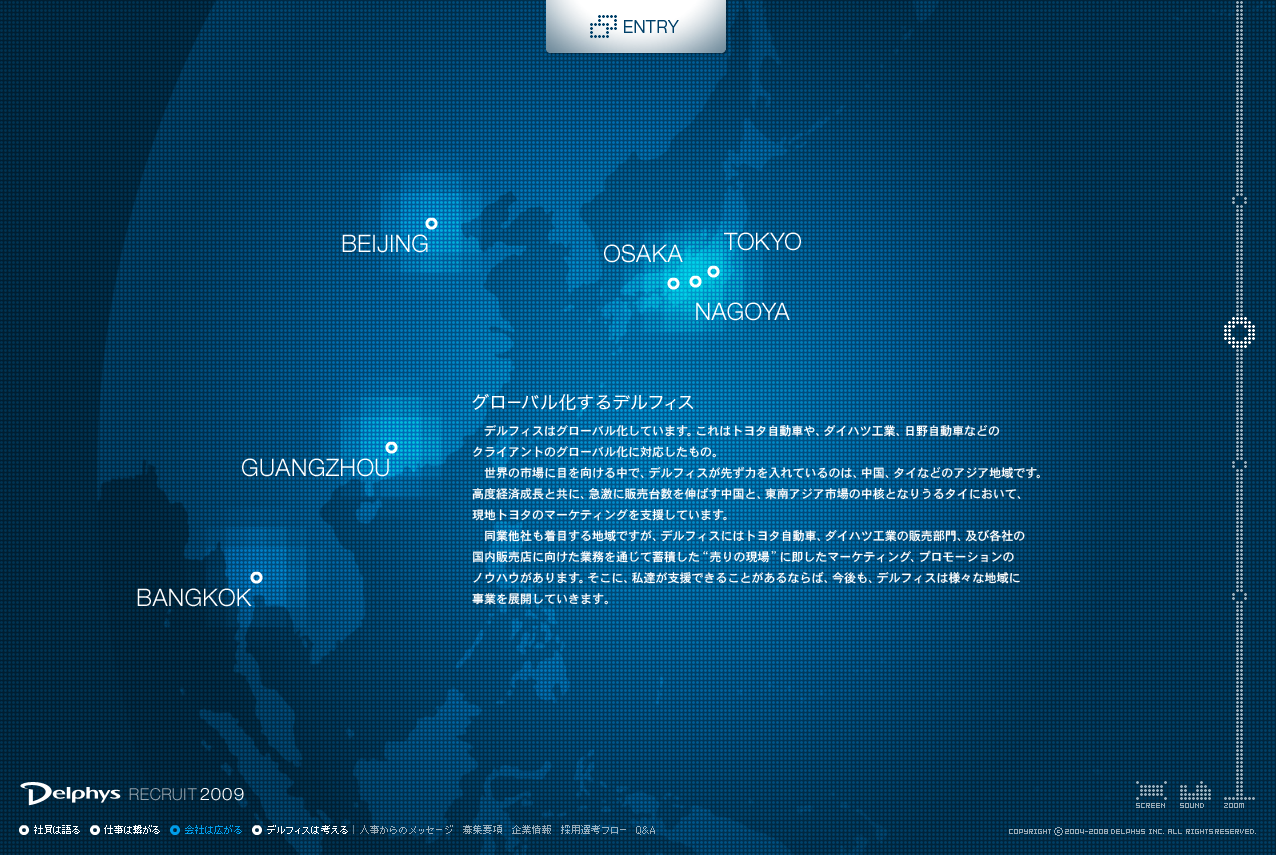 ENTRY
BEIJING
OSAKA
TOKYO
NAGOYA
グローバル化するデルフィス
デルフィスはグローバル化しています。これはトヨタ自動車や、ダイハツ工業、日野自動車などの
クライアントのグローバル化に対応したもの。
世界の市場に目を向ける中で、デルフィスが先ず力を入れているのは、中国、タイなどのアジア地域です。
高度経済成長と共に、急激に販売台数を伸ばす中国と、東南アジア市場の中核となりうるタイにおいて、
現地トヨタのマーケティングを支援しています。
同業他社も着目する地域ですが、デルフィスにはトヨタ自動車、ダイハツ工業の販売部門、及び各社の
国内販売店に向けた業務を通じて蓄積した“売りの現場”に即したマーケティング、プロモーションの
ノウハウがあります。そこに、私達が支援できることがあるならば、今後も、デルフィスは様々な地域に
事業を展開していきます。
GUANGZHOU
BANGKOK
Delphys RECRUIT 2009
SCREEN SOUND ZOOM
社員は語る 仕事は繋がる 会社は広がる デルフィスは考える | 人事からのメッセージ 募集要項 企業情報 採用選考フロー Q&A
COPYRIGHT © 2004-2008 DELPHYS INC. ALL RIGHTS RESERVED.